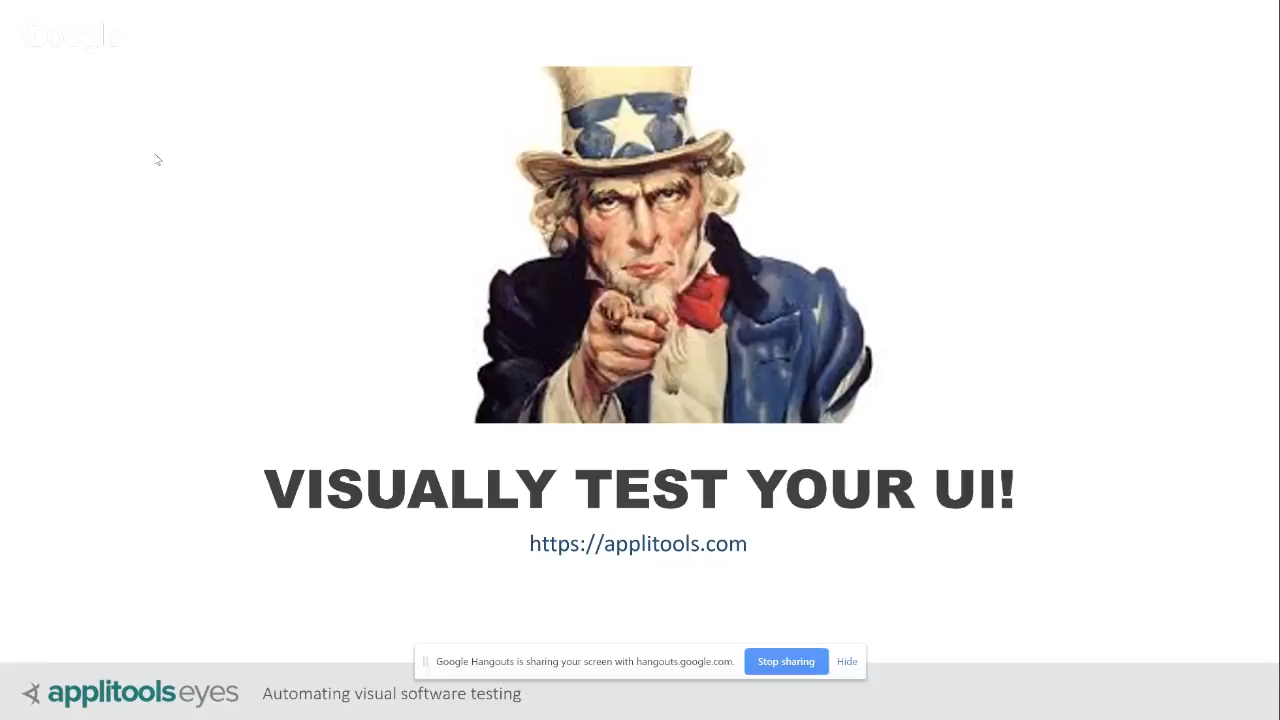 Google
VISUALLY TEST YOUR UI!
https://applitools.com
Google Hangouts is sharing your screen with hangouts.google.com.
Stop sharing
Hide
applitools eyes
Automating visual software testing